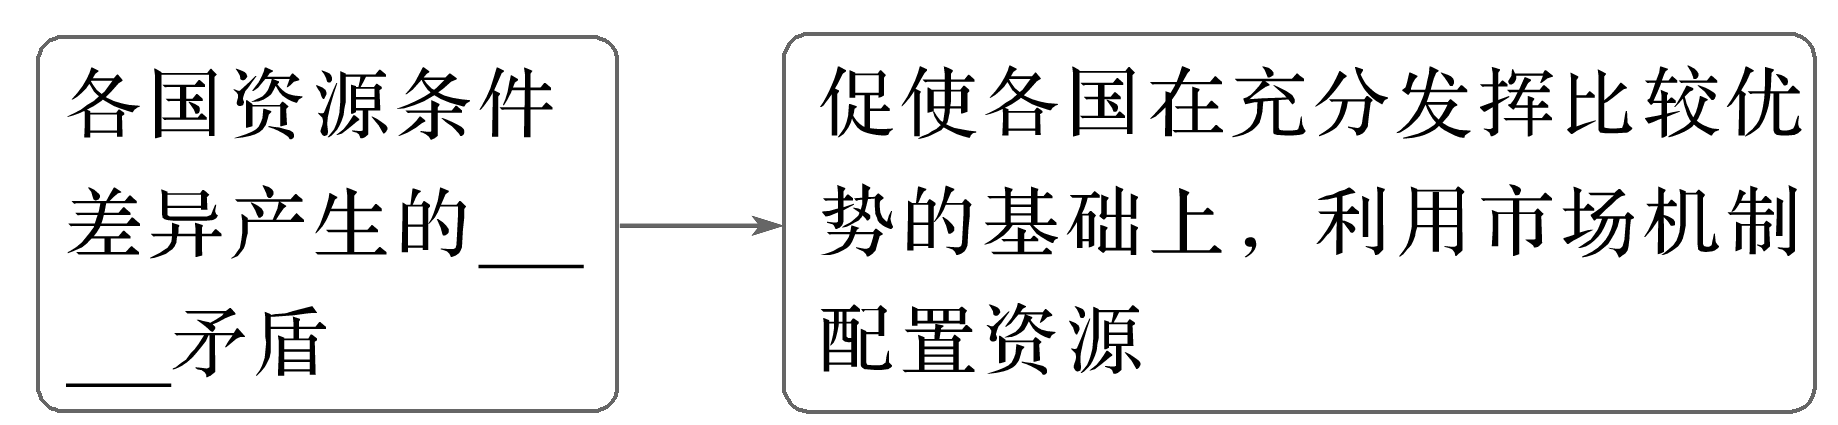 各国资源条件
差异产生的___
___矛盾
促使各国在充分发挥比较优
势的基础上，利用市场机制
配置资源